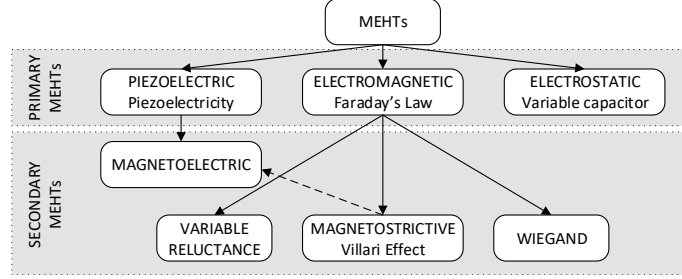 MEHTs
PRIMARY
MEHTs
PIEZOELECTRIC
Piezoelectricity
ELECTROMAGNETIC
Faraday's Law
ELECTROSTATIC
Variable capacitor
SECONDARY
MEHTs
MAGNETOELECTRIC
VARIABLE
RELUCTANCE
MAGNETOSTRICTIVE
Villari Effect
WIEGAND